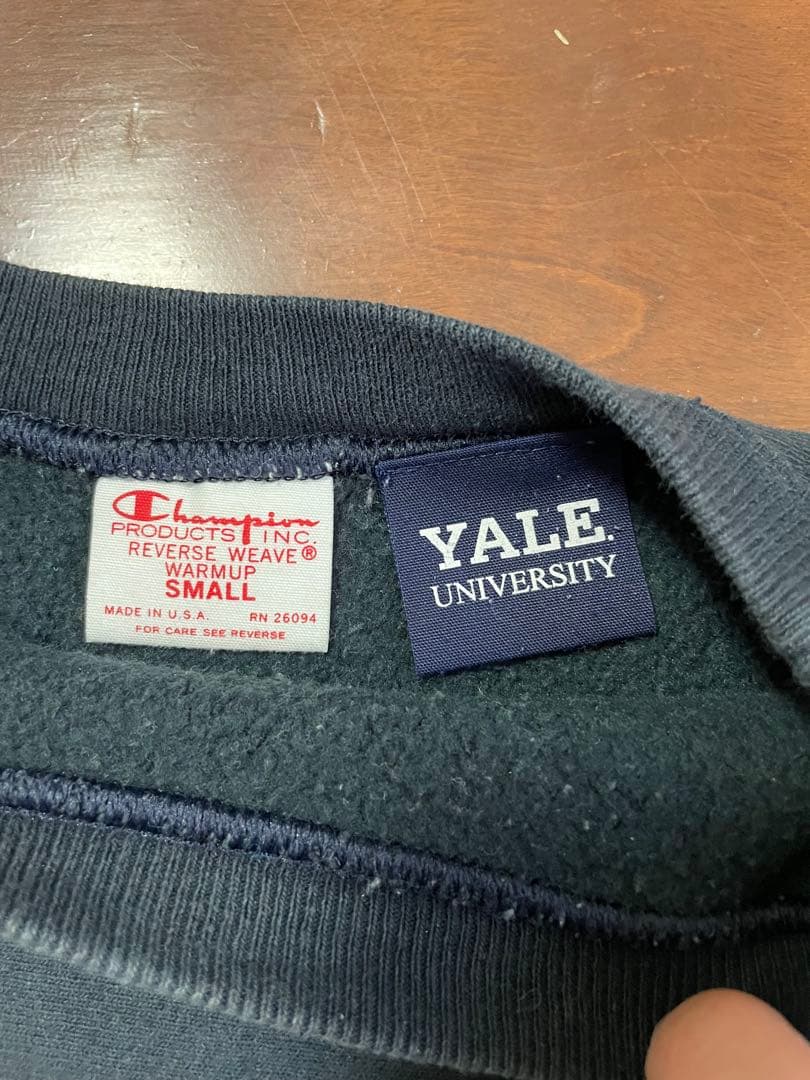 Champion
PRODUCTS INC.
REVERSE WEAVE®
WARMUP
SMALL
MADE IN U.S.A. RN 26094
FOR CARE SEE REVERSE
YALE.
UNIVERSITY